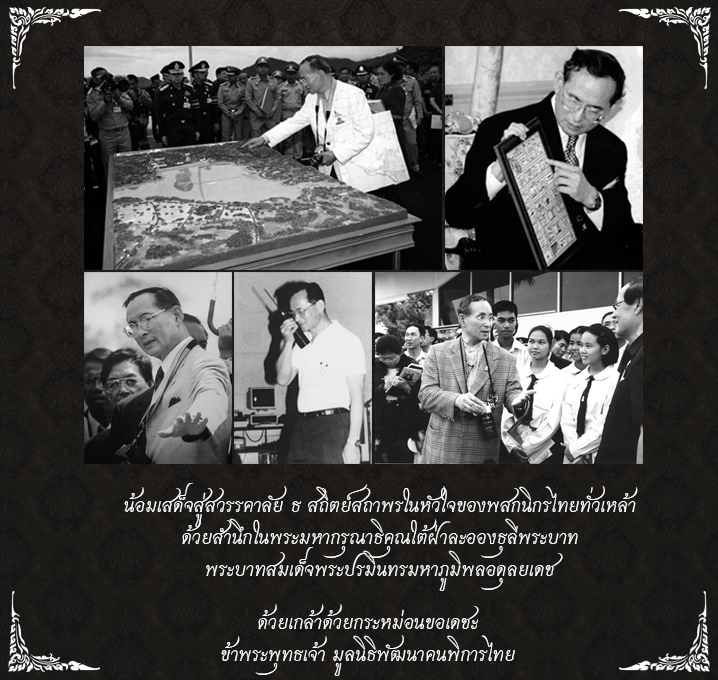 น้อมเสด็จสู่สวรรคาลัย ธ สถิตย์สถาพรในหัวใจของพสกนิกรไทยทั่วเหล้า
ด้วยสำนึกในพระมหากรุณาธิคุณใต้ฝ่าละอองธุลีพระบาท
พระบาทสมเด็จพระปรมินทรมหาภูมิพลอดุลยเดช
ด้วยเกล้าด้วยกระหม่อมขอเดชะ
ข้าพระพุทธเจ้า มูลนิธิพัฒนาคนพิการไทย